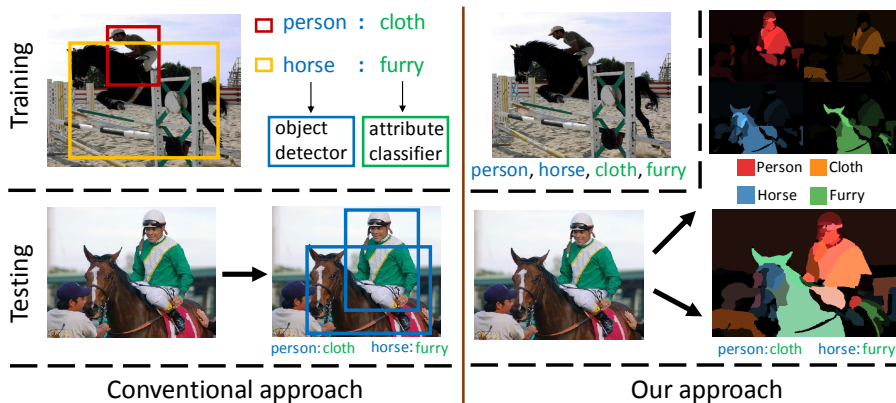 Training
person : cloth
horse : furry
object
detector
attribute
classifier
person, horse, cloth, furry
Person
Cloth
Horse
Furry
Testing
person:cloth
horse:furry
person:cloth
horse:furry
Conventional approach
Our approach